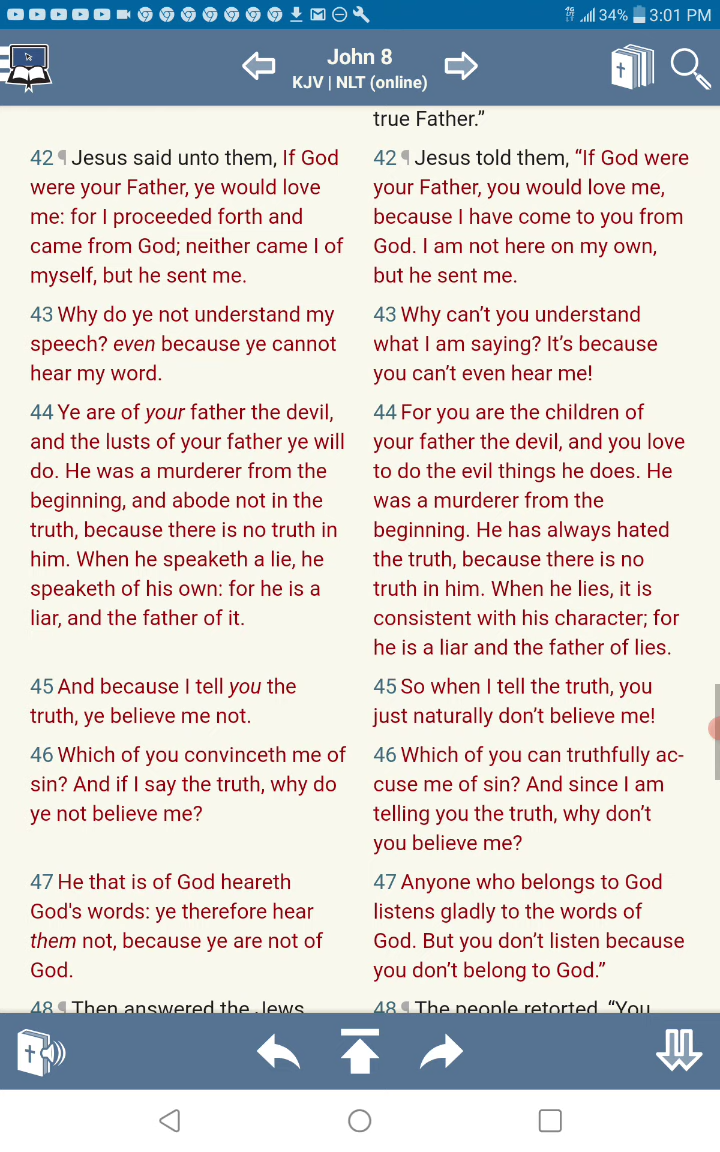 34% 3:01 PM
John 8
KJV | NLT (online)
true Father.”
42 ¶ Jesus said unto them, If God
were your Father, ye would love
me: for I proceeded forth and
came from God; neither came I of
myself, but he sent me.
43 Why do ye not understand my
speech? even because ye cannot
hear my word.
44 Ye are of your father the devil,
and the lusts of your father ye will
do. He was a murderer from the
beginning, and abode not in the
truth, because there is no truth in
him. When he speaketh a lie, he
speaketh of his own: for he is a
liar, and the father of it.
45 And because I tell you the
truth, ye believe me not.
46 Which of you convinceth me of
sin? And if I say the truth, why do
ye not believe me?
47 He that is of God heareth
God's words: ye therefore hear
them not, because ye are not of
God.
48 ¶ Then answered the Jews
42 ¶ Jesus told them, “If God were
your Father, you would love me,
because I have come to you from
God. I am not here on my own,
but he sent me.
43 Why can’t you understand
what I am saying? It’s because
you can’t even hear me!
44 For you are the children of
your father the devil, and you love
to do the evil things he does. He
was a murderer from the
beginning. He has always hated
the truth, because there is no
truth in him. When he lies, it is
consistent with his character; for
he is a liar and the father of lies.
45 So when I tell the truth, you
just naturally don’t believe me!
46 Which of you can truthfully ac-
cuse me of sin? And since I am
telling you the truth, why don’t
you believe me?
47 Anyone who belongs to God
listens gladly to the words of
God. But you don’t listen because
you don’t belong to God.”
48 ¶ The people retorted, “You